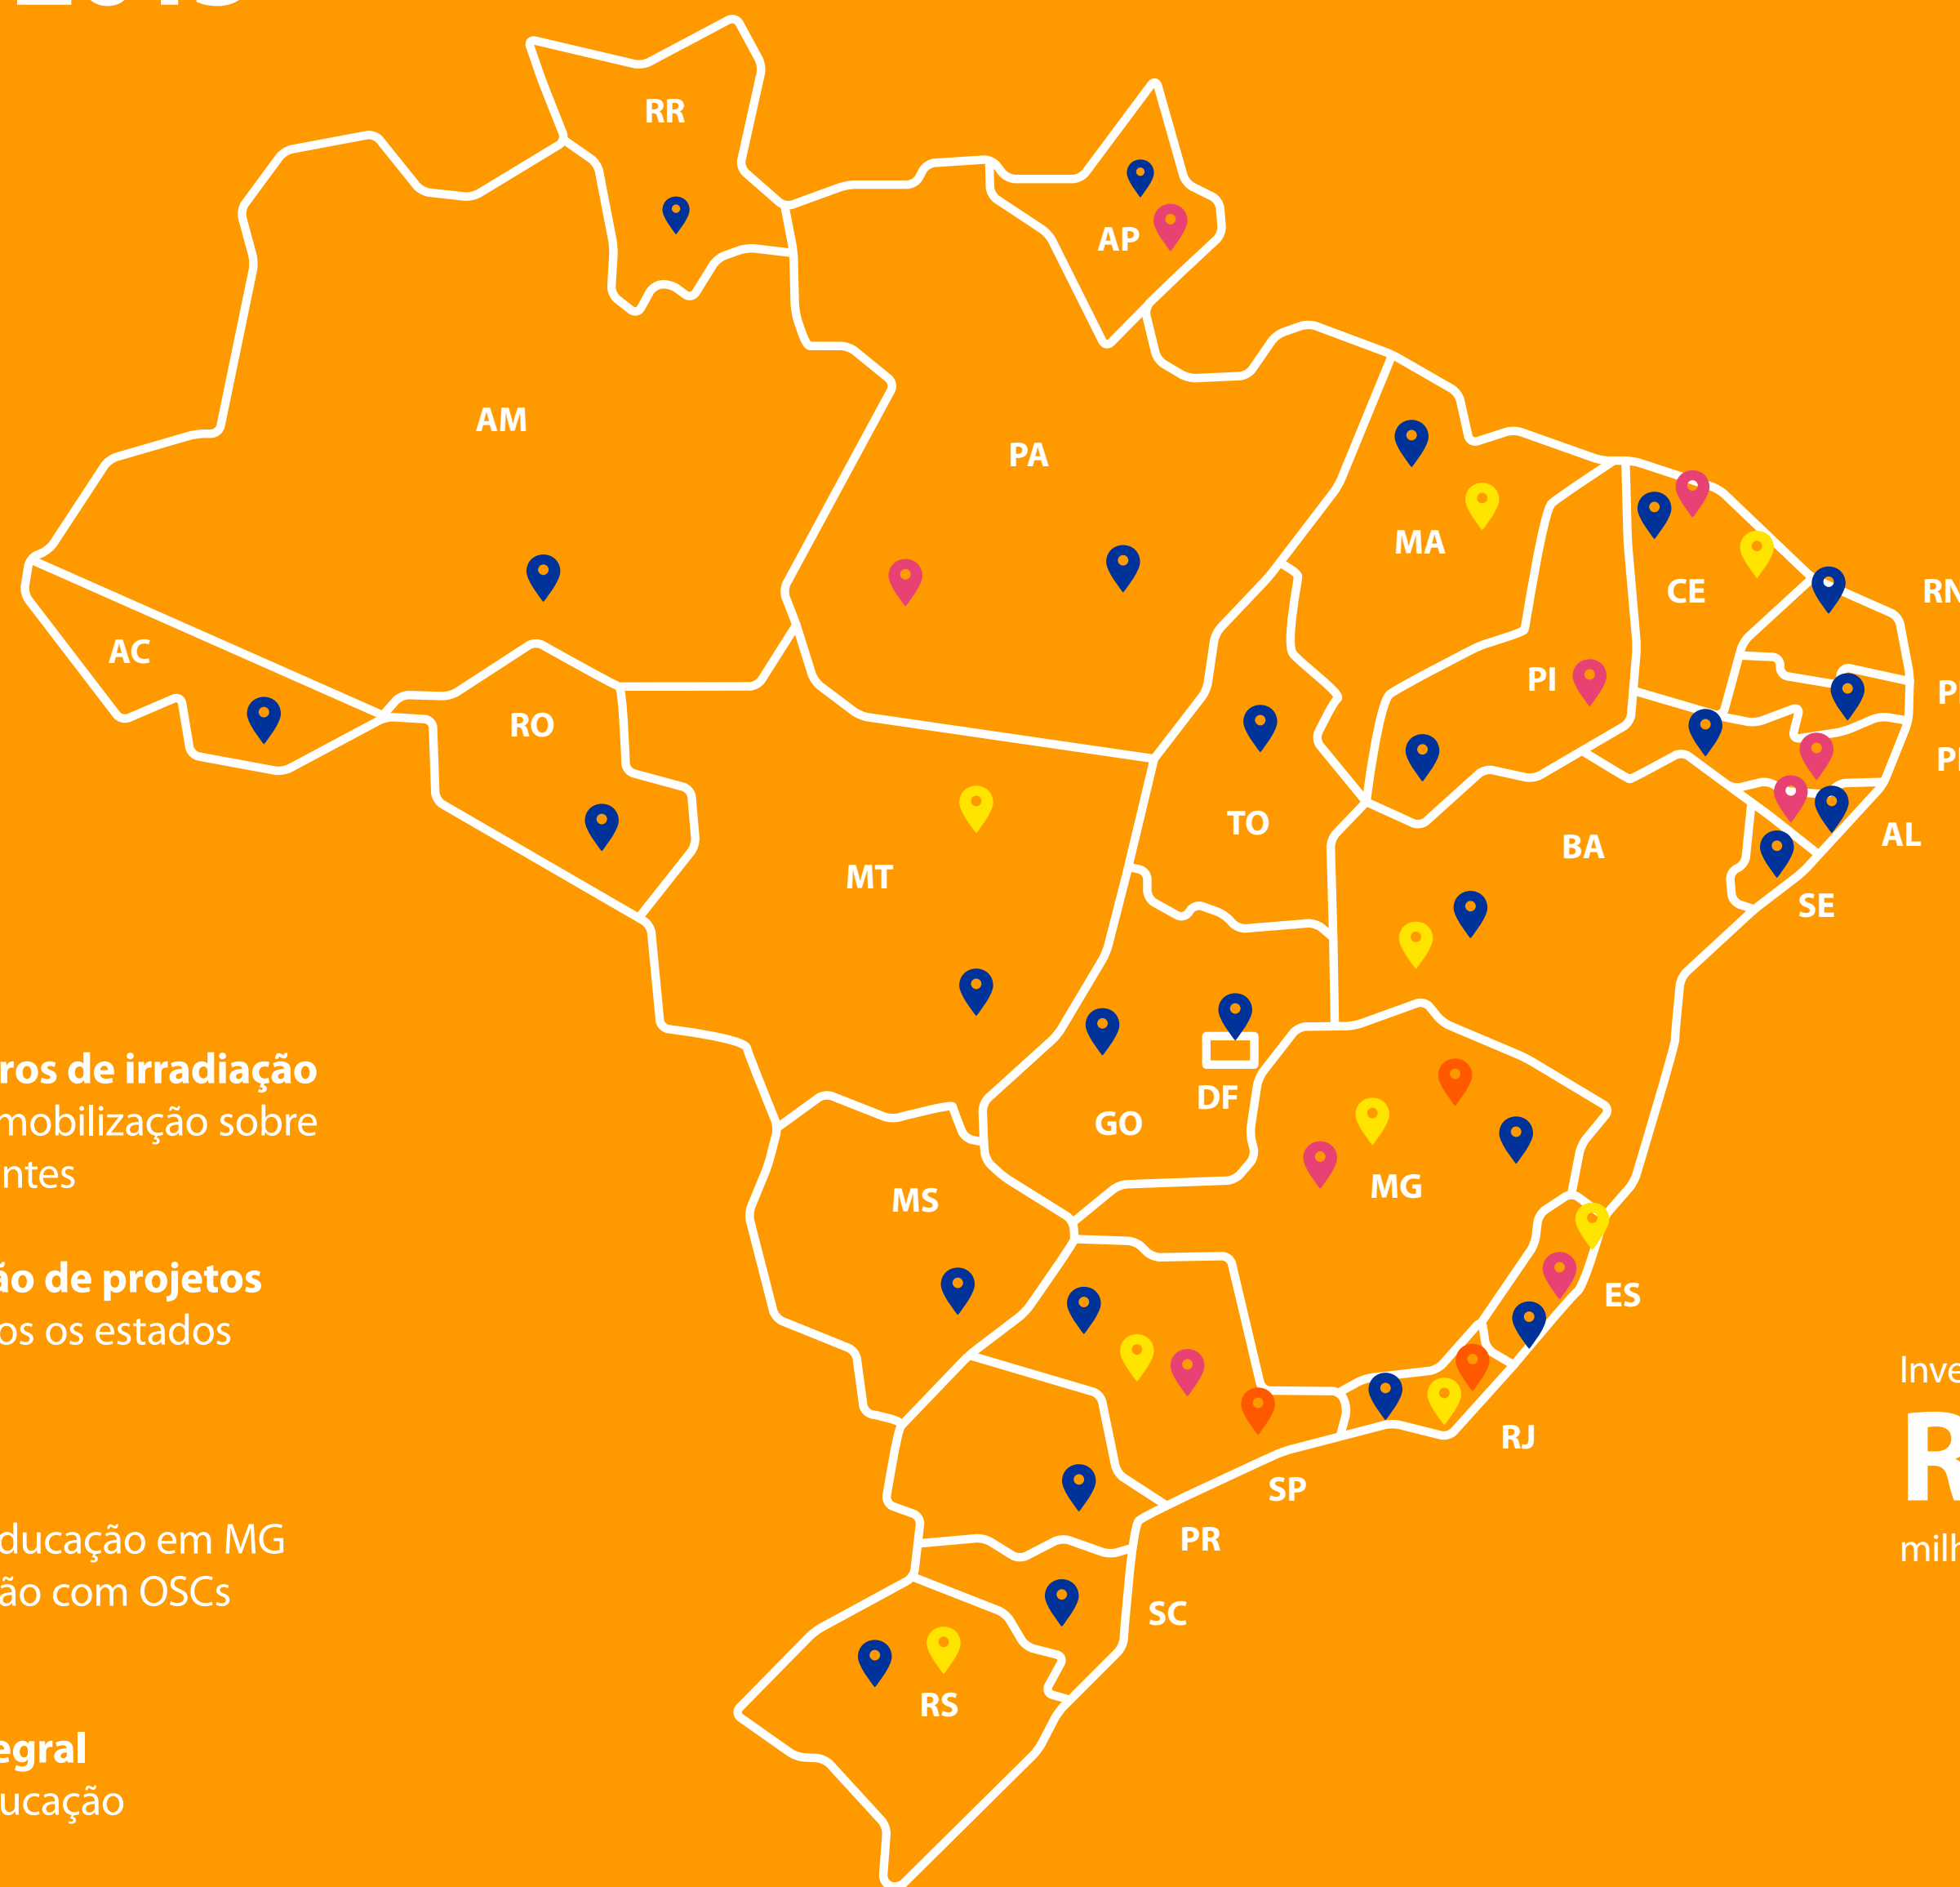 RR
AP
AM
PA
MA
CE
RN
AC
PI
RO
TO
BA
AL
MT
SE
ros de irradiação
mobilização sobre
ntes
DF
GO
MG
MS
ão de projetos
os os estados
ES
Inve
R
RJ
SP
ducação em MG
ão com OSCs
PR
milh
SC
RS
egral
ucação